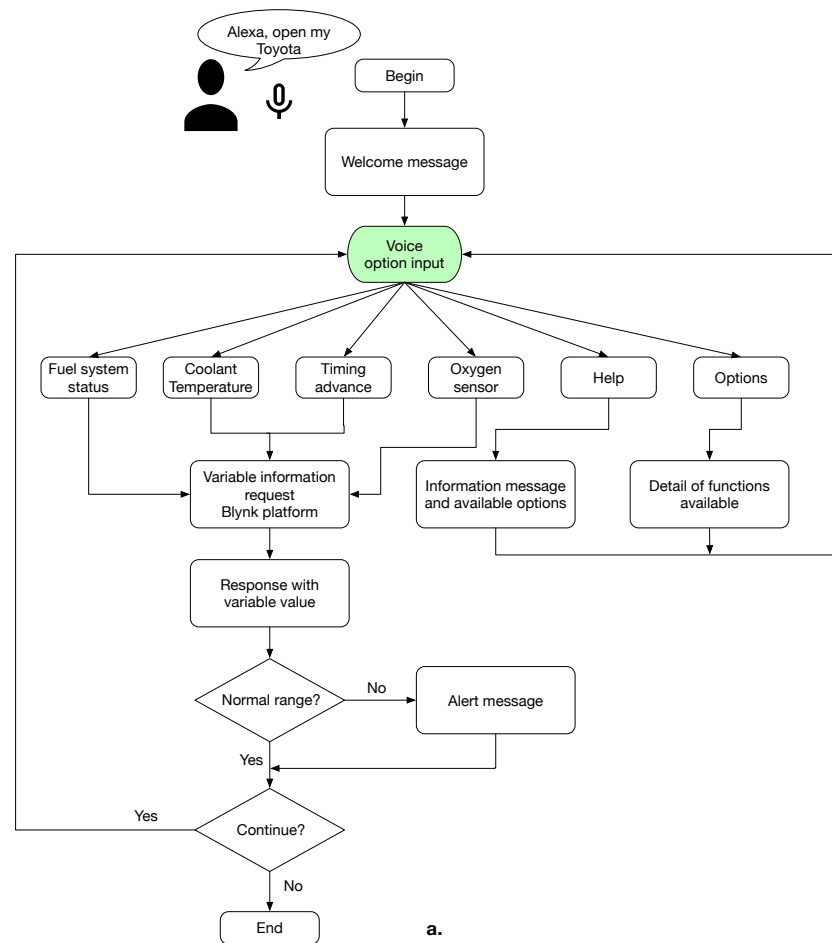 Alexa, open my
Toyota
Begin
Welcome message
Voice
option input
Fuel system
status
Coolant
Temperature
Timing
advance
Oxygen
sensor
Help
Options
Variable information
request
Blynk platform
Information message
and available options
Detail of functions
available
Response with
variable value
Normal range?
No
Alert message
Yes
Yes
Continue?
No
End
a.